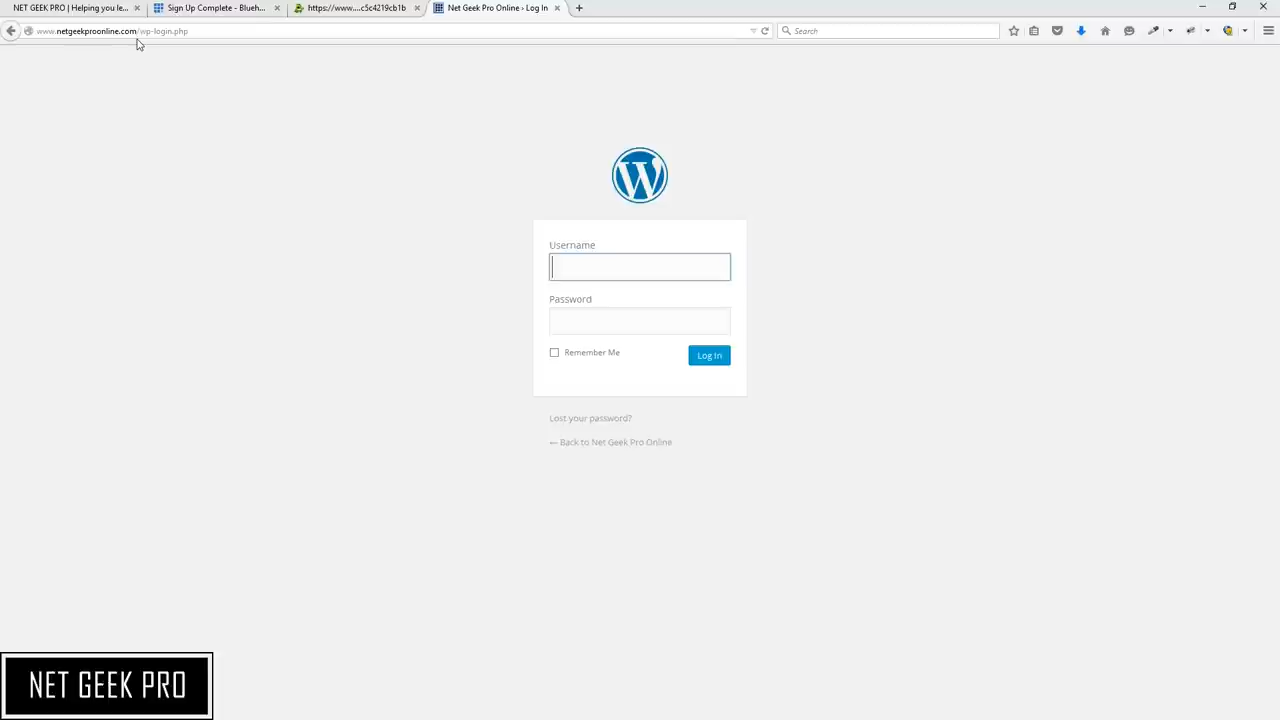 NET GEEK PRO | Helping you le...
Sign Up Complete - Blueh...
https://www....c5c4219cb1b
Net Geek Pro Online › Log In
www.netgeekproonline.com/wp-login.php
Search
Username
Password
Remember Me
Log In
Lost your password?
← Back to Net Geek Pro Online
NET GEEK PRO